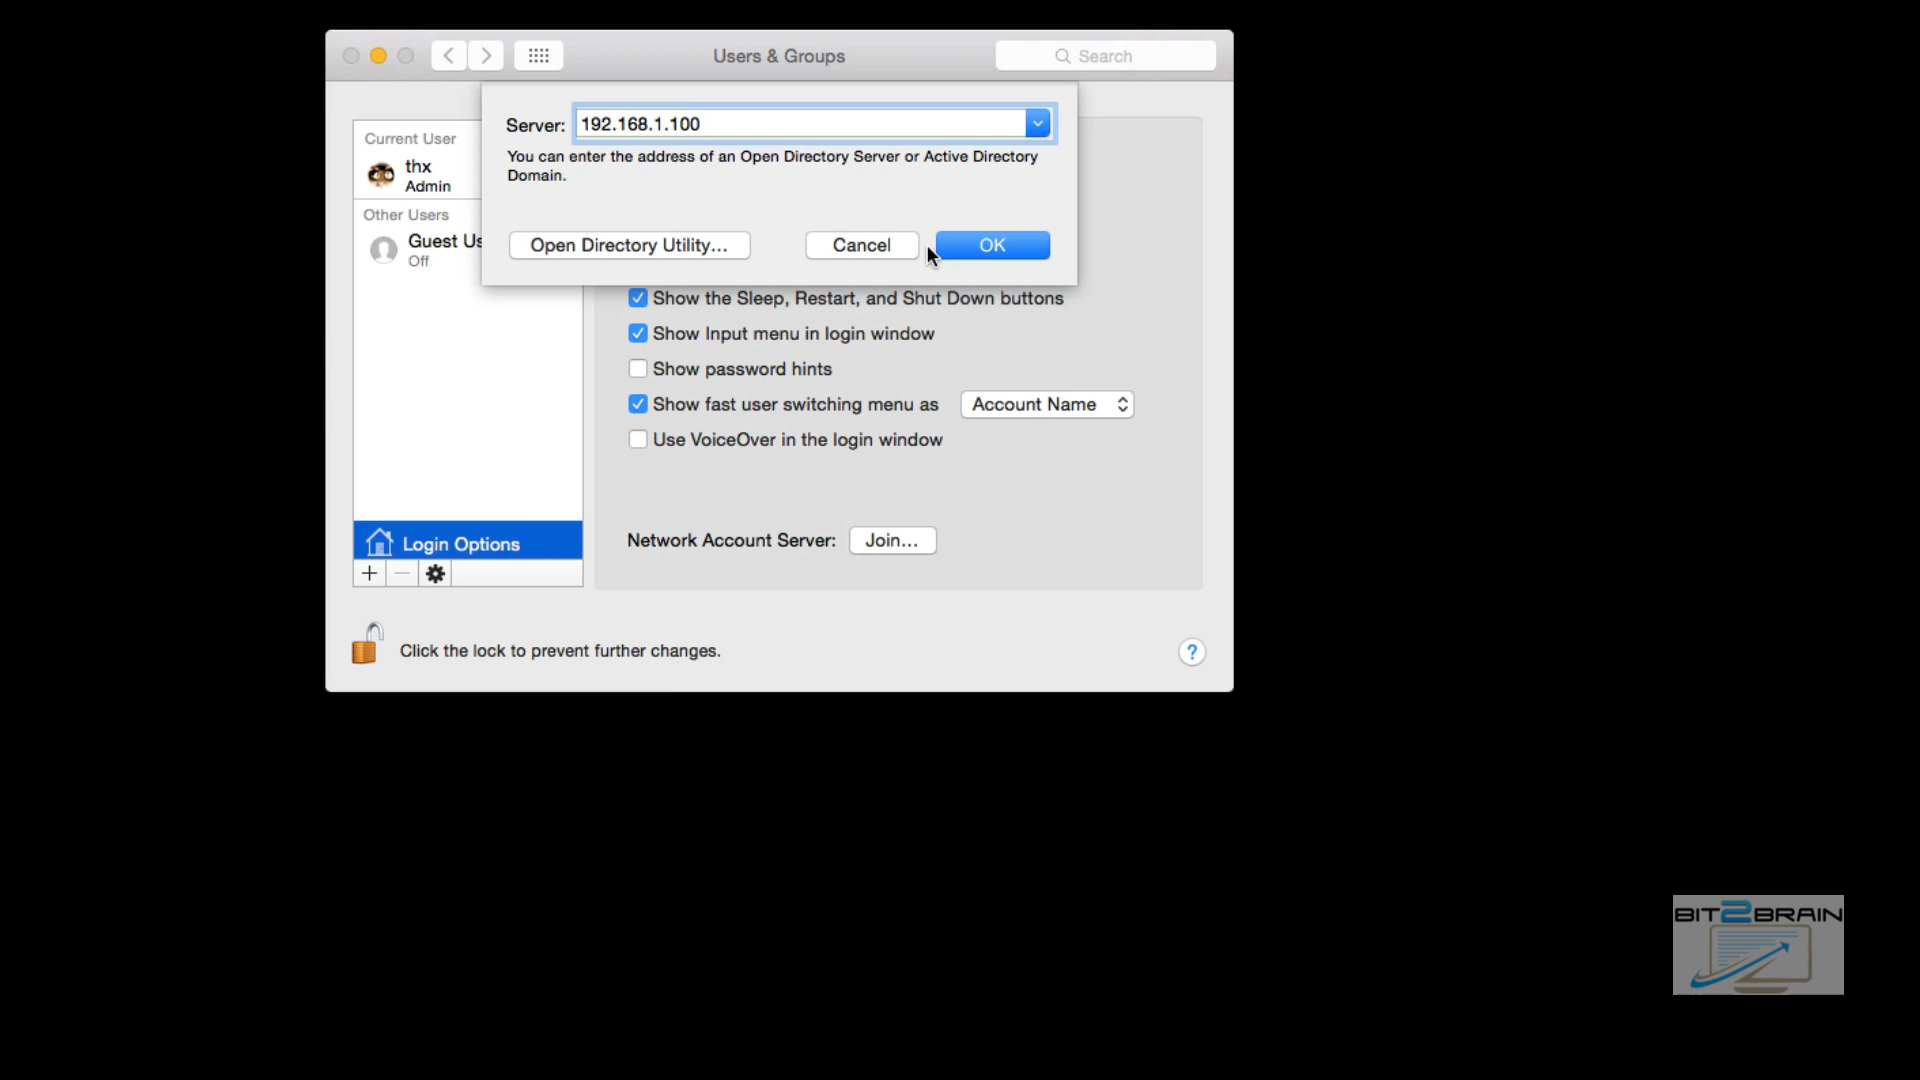 Users & Groups
Search
Server: 192.168.1.100
You can enter the address of an Open Directory Server or Active Directory
Domain.
Open Directory Utility...
Cancel
OK
Current User
thx
Admin
Other Users
Guest Us
Off
Show the Sleep, Restart, and Shut Down buttons
Show Input menu in login window
Show password hints
Show fast user switching menu as
Account Name
Use VoiceOver in the login window
Login Options
Network Account Server: Join...
Click the lock to prevent further changes.
?
BIT2BRAIN